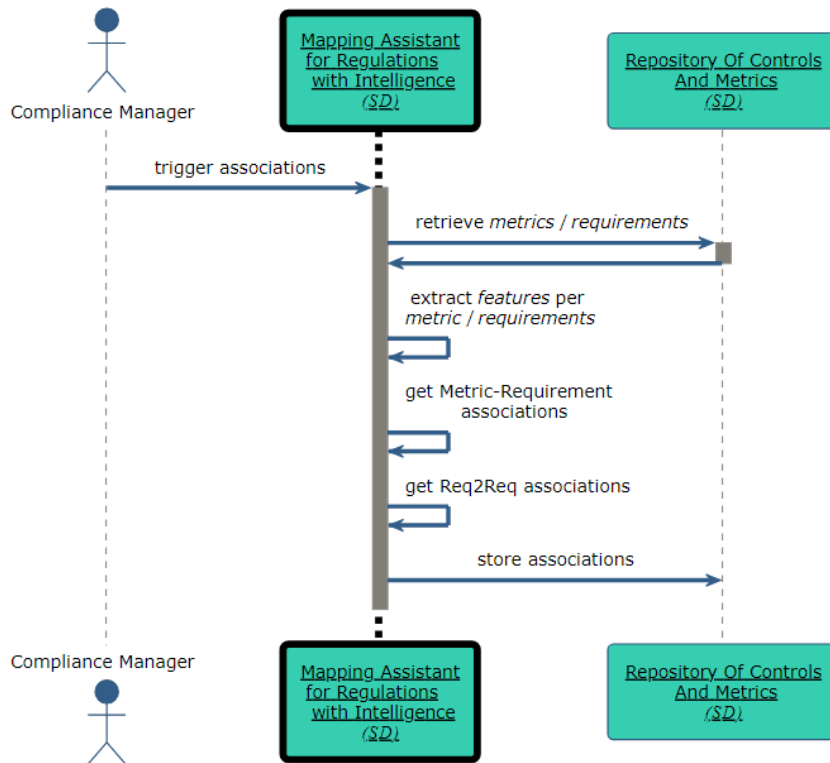 Compliance Manager
Mapping Assistant
for Regulations
with Intelligence
(SD)
Repository Of Controls
And Metrics
(SD)
trigger associations
retrieve metrics / requirements
extract features per
metric / requirements
get Metric-Requirement
associations
get Req2Req associations
store associations
Compliance Manager
Mapping Assistant
for Regulations
with Intelligence
(SD)
Repository Of Controls
And Metrics
(SD)